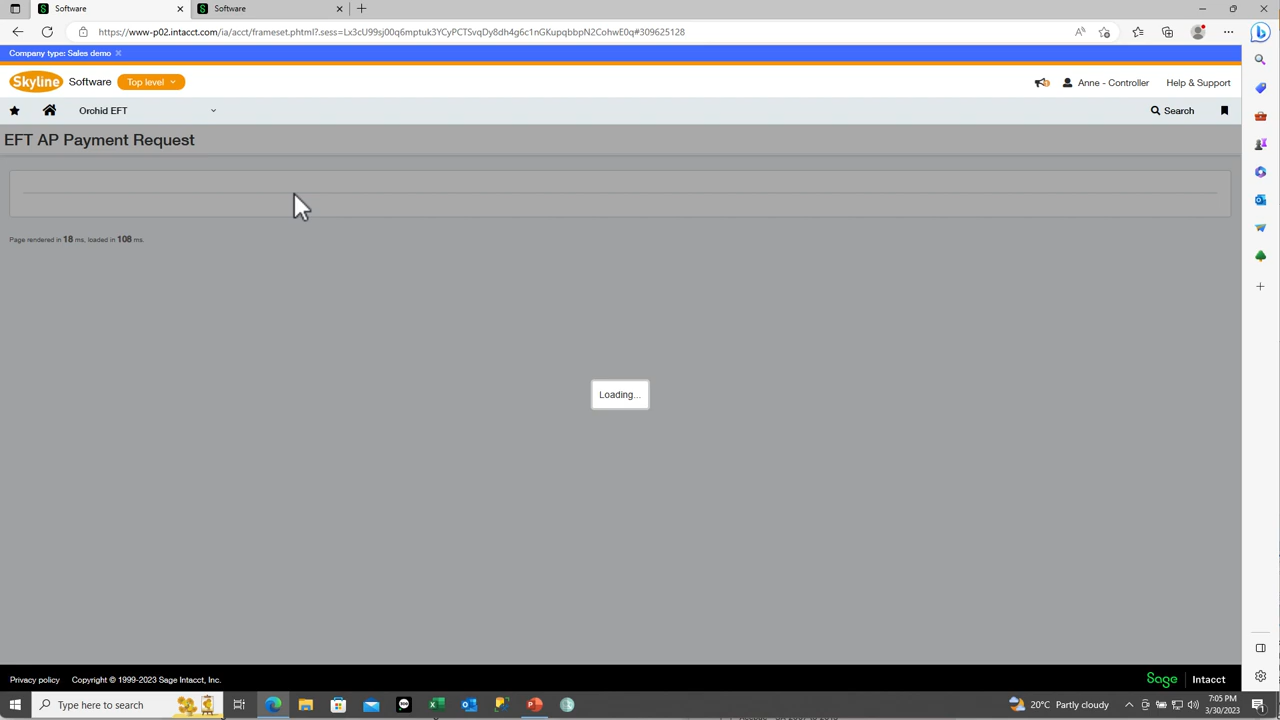 Software
Software
https://www-p02.intacct.com/ia/acct/frameset.phtml?.sess=Lx3cU99sj00q6mptuk3YCyPCTSvqDy8dh4g6c1nGKupqbbpN2CohwE0q#309625128
Company type: Sales demo
Skyline Software Top level
Anne - Controller Help & Support
Orchid EFT
Search
EFT AP Payment Request
Page rendered in 18 ms, loaded in 108 ms.
Loading...
Privacy policy Copyright © 1999-2023 Sage Intacct, Inc.
Sage Intacct
Type here to search
20°C Partly cloudy
7:05 PM
3/30/2023